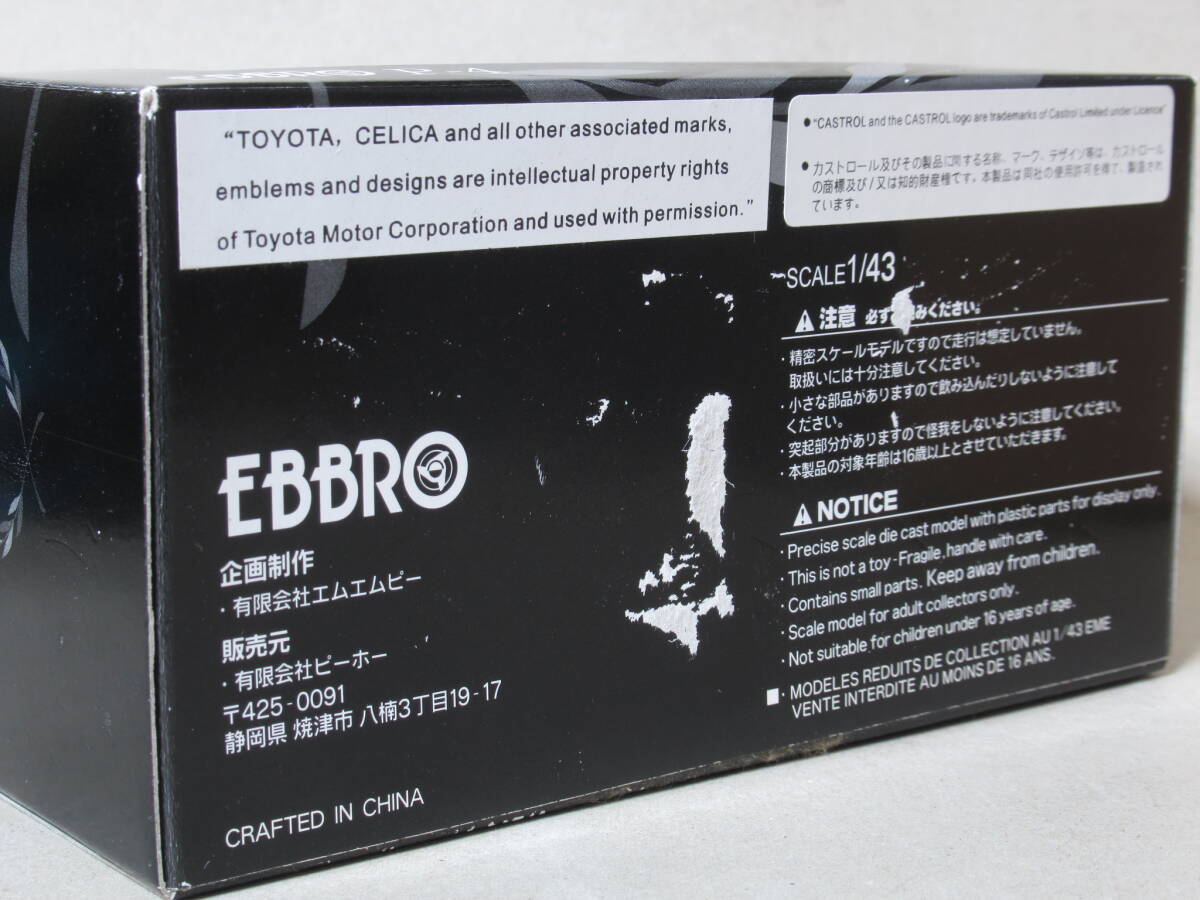 “TOYOTA, CELICA and all other associated marks,
emblems and designs are intellectual property rights
of Toyota Motor Corporation and used with permission.”
● “CASTROL and the CASTROL logo are trademarks of Castrol Limited under Licence”
● カストロール及びその製品に関する名称、マーク、デザイン等は、カストロール
の商標及び/又は知的財産権です。本製品は同社の使用許可を得て、製造され
ています。
SCALE 1/43
注意 必ず みください。
・精密スケールモデルですので走行は想定していません。
取扱いには十分注意してください。
・小さな部品がありますので飲み込んだりしないように注意して
ください。
・突起部分がありますので怪我をしないように注意してください。
・本製品の対象年齢は16歳以上とさせていただきます。
NOTICE
・Precise scale die cast model with plastic parts for display only.
・This is not a toy - Fragile, handle with care.
・Contains small parts. Keep away from children.
・Scale model for adult collectors only.
・Not suitable for children under 16 years of age.
■・MODELES REDUITS DE COLLECTION AU 1/43 EME
VENTE INTERDITE AU MOINS DE 16 ANS.
EBBRO
企画制作
・有限会社エムエムピー
販売元
・有限会社ピーホー
〒425-0091
静岡県 焼津市 八楠3丁目19-17
CRAFTED IN CHINA